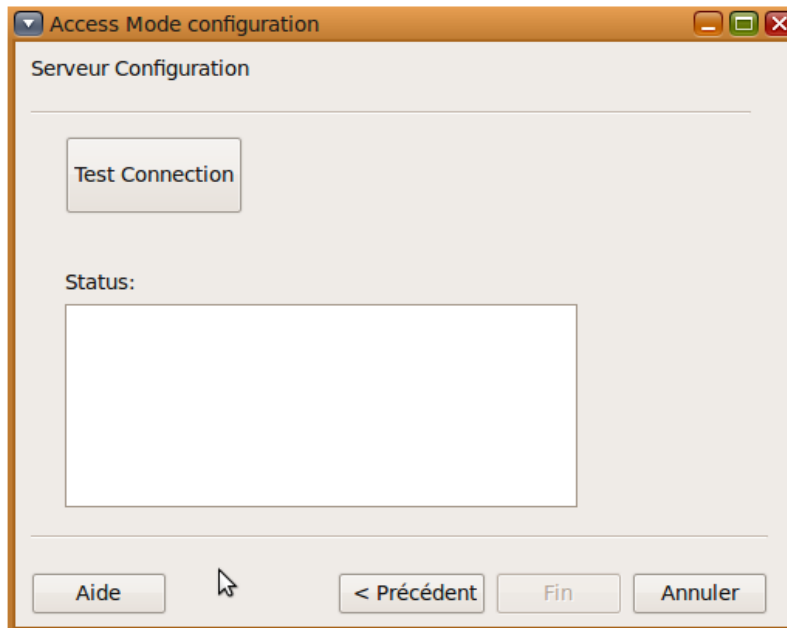 Access Mode configuration
Serveur Configuration
Test Connection
Status:
Aide
< Précédent
Fin
Annuler